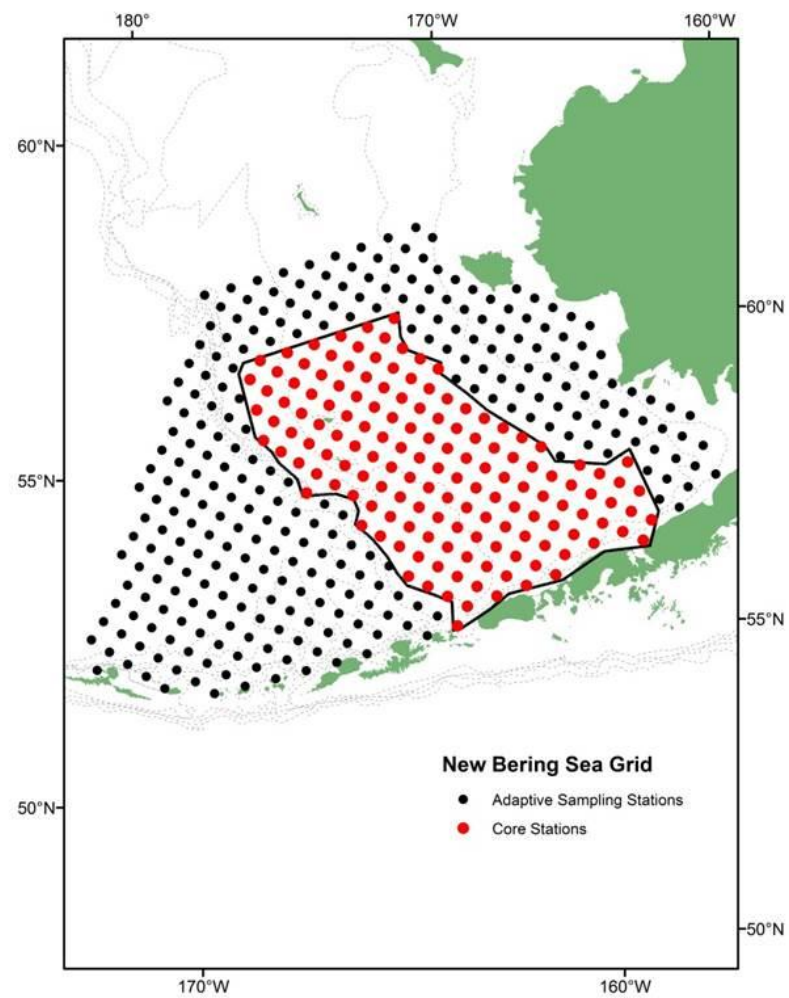 180°
170°W
160°W
60°N
60°N
55°N
55°N
New Bering Sea Grid
Adaptive Sampling Stations
Core Stations
50°N
50°N
170°W
160°W